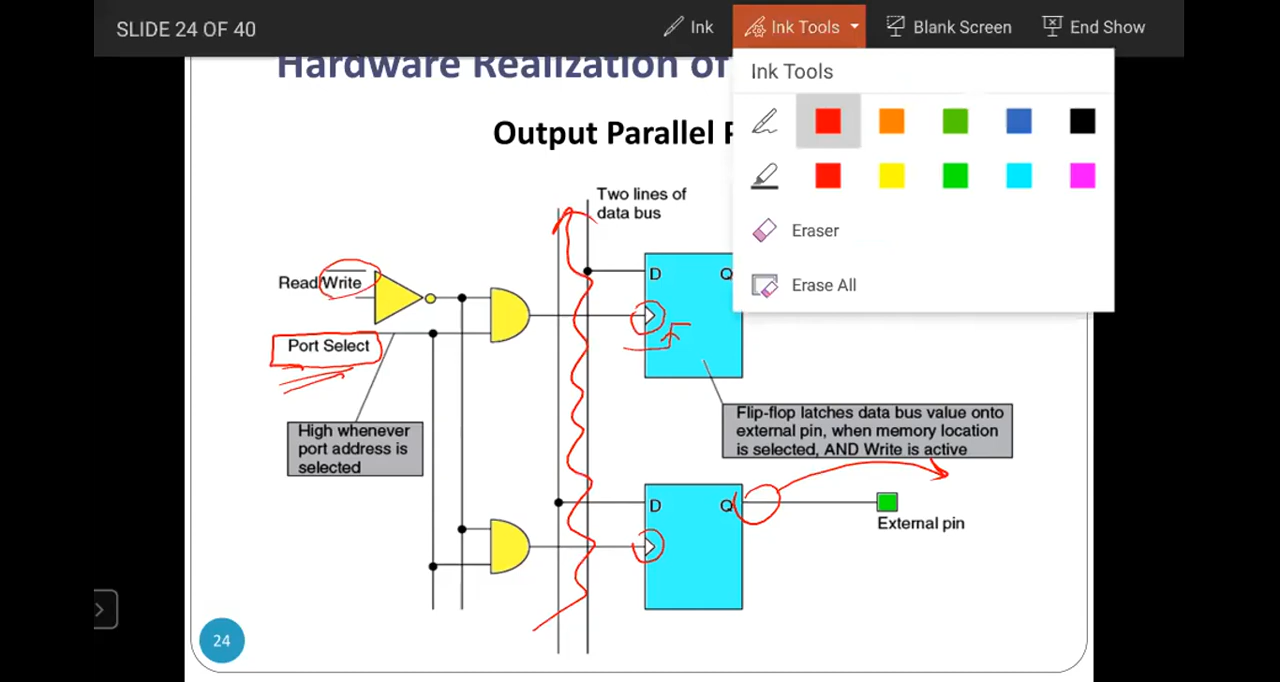 SLIDE 24 OF 40
Ink
Ink Tools
Blank Screen
End Show
Ink Tools
Eraser
Erase All
Hardware Realization of
Output Parallel
Two lines of
data bus
Read/Write
Port Select
High whenever
port address is
selected
D Q
Flip-flop latches data bus value onto
external pin, when memory location
is selected, AND Write is active
D Q
External pin
24